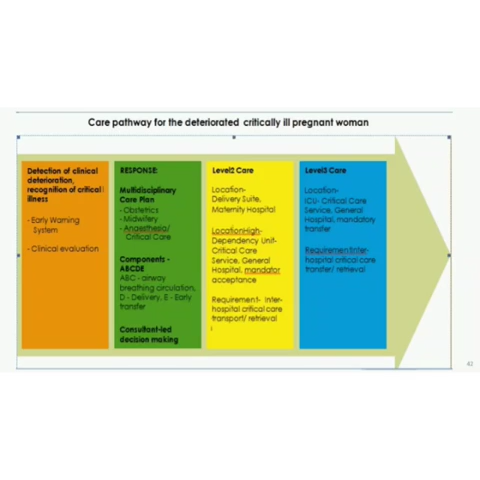 Care pathway for the deteriorated critically ill pregnant woman
Detection of clinical
deterioration,
recognition of critical
illness
- Early Warning
System
- Clinical evaluation
RESPONSE:
Multidisciplinary
Care Plan
- Obstetrics
- Midwifery
- Anaesthesia/
Critical Care
Components -
ABCDE
ABC - airway
breathing circulation,
D - Delivery, E - Early
transfer
Consultant-led
decision making
Level2 Care
Location-
Delivery Suite,
Maternity Hospital
LocationHigh-
Dependency Unit-
Critical Care
Service, General
Hospital, mandator
acceptance
Requirement- Inter-
hospital critical care
transport/ retrieval
Level3 Care
Location-
ICU- Critical Care
Service, General
Hospital, mandatory
transfer
RequirementInter-
hospital critical care
transfer/ retrieval
42